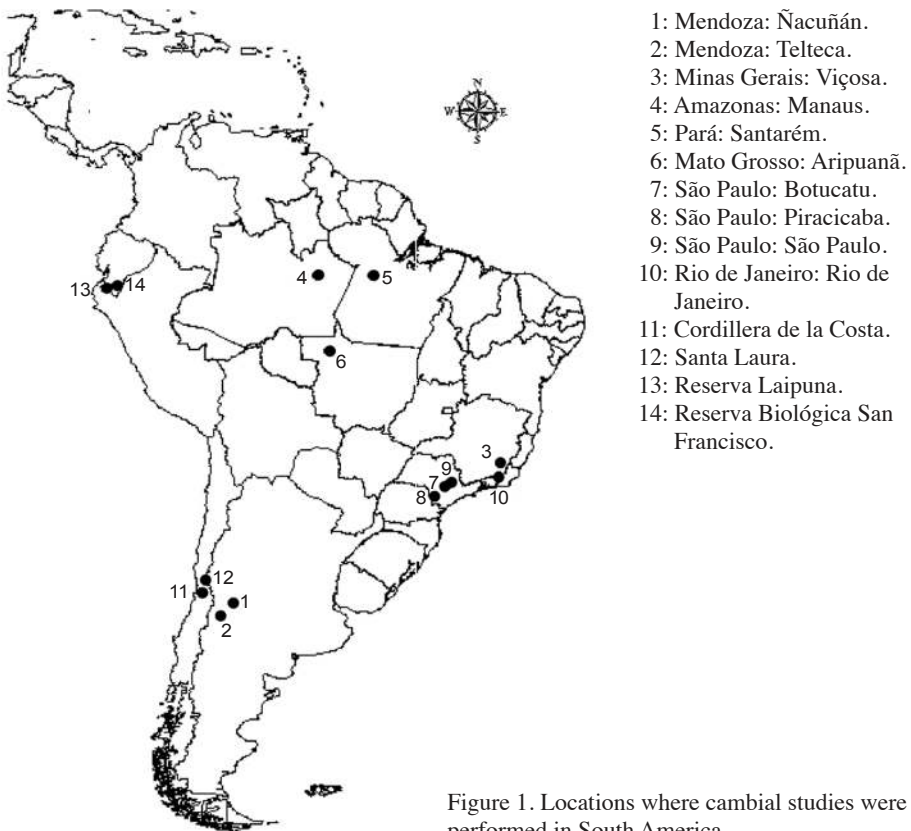 1: Mendoza: Ñacuñán.
2: Mendoza: Telteca.
3: Minas Gerais: Viçosa.
4: Amazonas: Manaus.
5: Pará: Santarém.
6: Mato Grosso: Aripuanã.
7: São Paulo: Botucatu.
8: São Paulo: Piracicaba.
9: São Paulo: São Paulo.
10: Rio de Janeiro: Rio de
Janeiro.
11: Cordillera de la Costa.
12: Santa Laura.
13: Reserva Laipuna.
14: Reserva Biológica San
Francisco.
N
W E
S
4 5
13 14
6
3
9
7
8 10
12
11 1
2
Figure 1. Locations where cambial studies were
performed in South America.